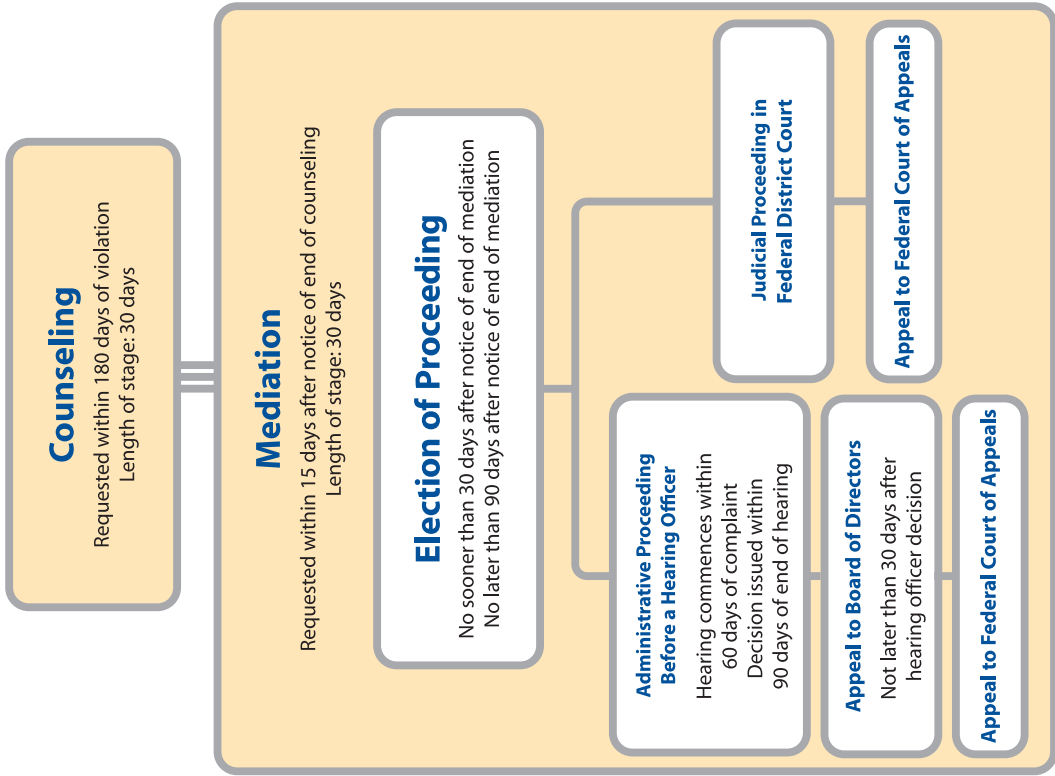 Counseling
Requested within 180 days of violation
Length of stage: 30 days
Mediation
Requested within 15 days after notice of end of counseling
Length of stage: 30 days
Election of Proceeding
No sooner than 30 days after notice of end of mediation
No later than 90 days after notice of end of mediation
Administrative Proceeding
Before a Hearing Officer
Hearing commences within
60 days of complaint
Decision issued within
90 days of end of hearing
Appeal to Board of Directors
Not later than 30 days after
hearing officer decision
Appeal to Federal Court of Appeals
Judicial Proceeding in
Federal District Court
Appeal to Federal Court of Appeals